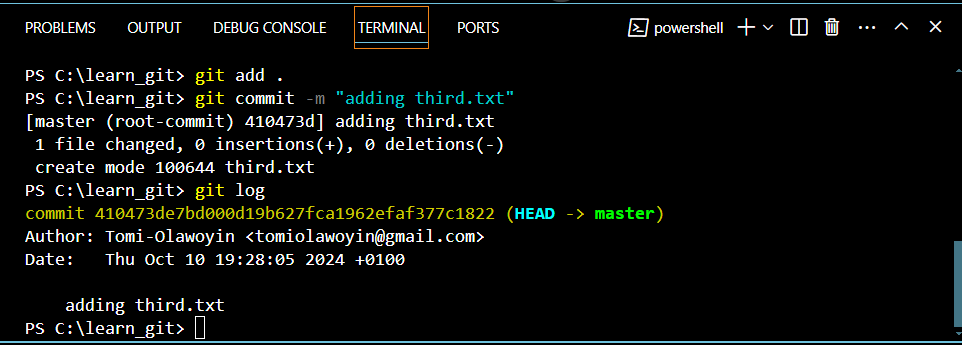 PROBLEMS OUTPUT DEBUG CONSOLE TERMINAL PORTS powershell
PS C:\learn_git> git add .
PS C:\learn_git> git commit -m "adding third.txt"
[master (root-commit) 410473d] adding third.txt
 1 file changed, 0 insertions(+), 0 deletions(-)
 create mode 100644 third.txt
PS C:\learn_git> git log
commit 410473de7bd000d19b627fca1962efaf377c1822 (HEAD -> master)
Author: Tomi-Olawoyin <tomiolawoyin@gmail.com>
Date:   Thu Oct 10 19:28:05 2024 +0100
    adding third.txt
PS C:\learn_git>